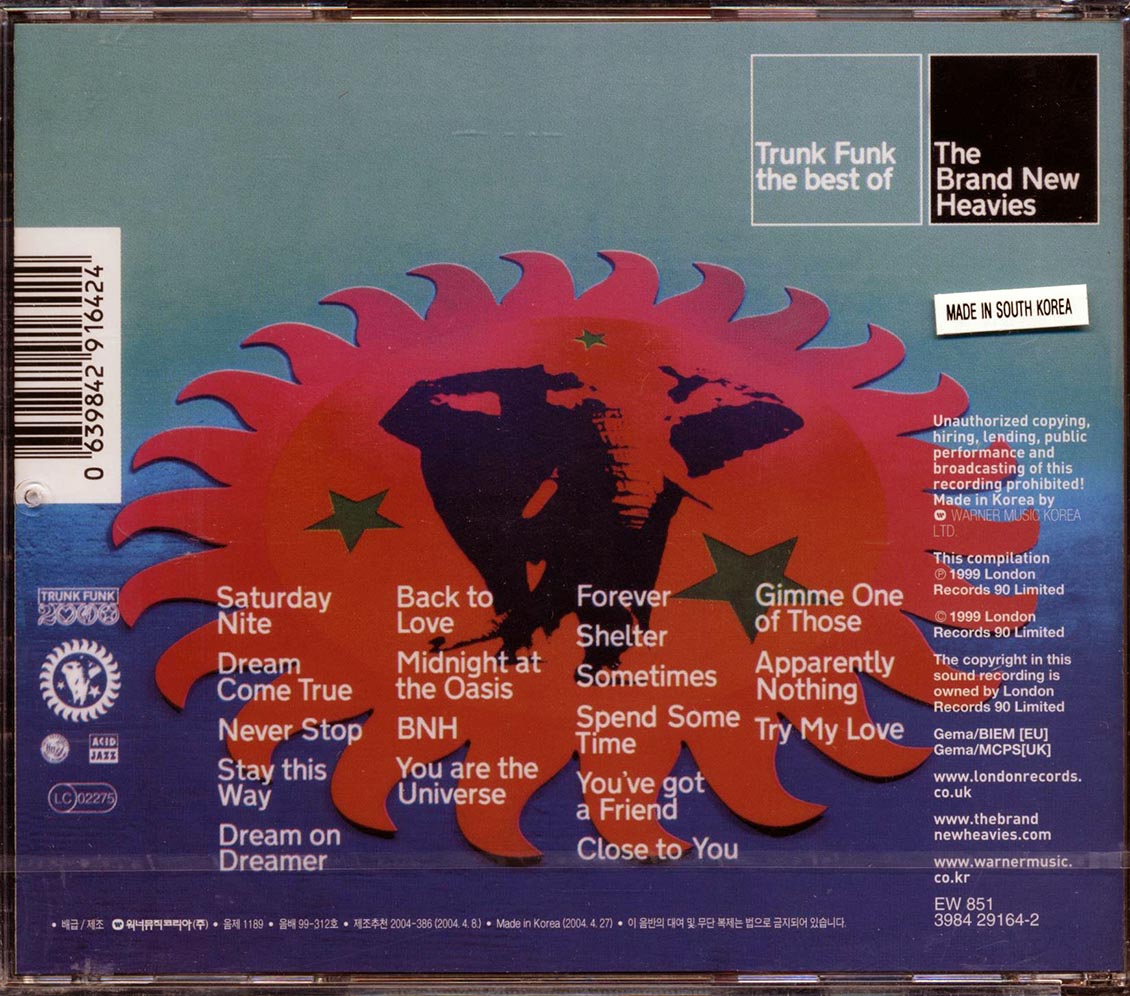 Trunk Funk
the best of
The
Brand New
Heavies
0 639842 916424
MADE IN SOUTH KOREA
Unauthorized copying,
hiring, lending, public
performance and
broadcasting of this
recording prohibited!
Made in Korea by
WARNER MUSIC KOREA
LTD.
This compilation
℗ 1999 London
Records 90 Limited
© 1999 London
Records 90 Limited
The copyright in this
sound recording is
owned by London
Records 90 Limited
Gema/BIEM [EU]
Gema/MCPS[UK]
www.londonrecords.
co.uk
www.thebrand
newheavies.com
www.warnermusic.
co.kr
EW 851
3984 29164-2
TRUNK FUNK
ACID
JAZZ
LC 02275
Saturday
Nite
Dream
Come True
Never Stop
Stay this
Way
Dream on
Dreamer
Back to
Love
Midnight at
the Oasis
BNH
You are the
Universe
Forever
Shelter
Sometimes
Spend Some
Time
You've got
a Friend
Close to You
Gimme One
of Those
Apparently
Nothing
Try My Love
• 배급 / 제조 워너뮤직코리아(주) • 음제 1189 • 음배 99-312호 • 제조추천 2004-386 (2004. 4. 8.) • Made in Korea (2004. 4. 27) • 이 음반의 대여 및 무단 복제는 법으로 금지되어 있습니다.